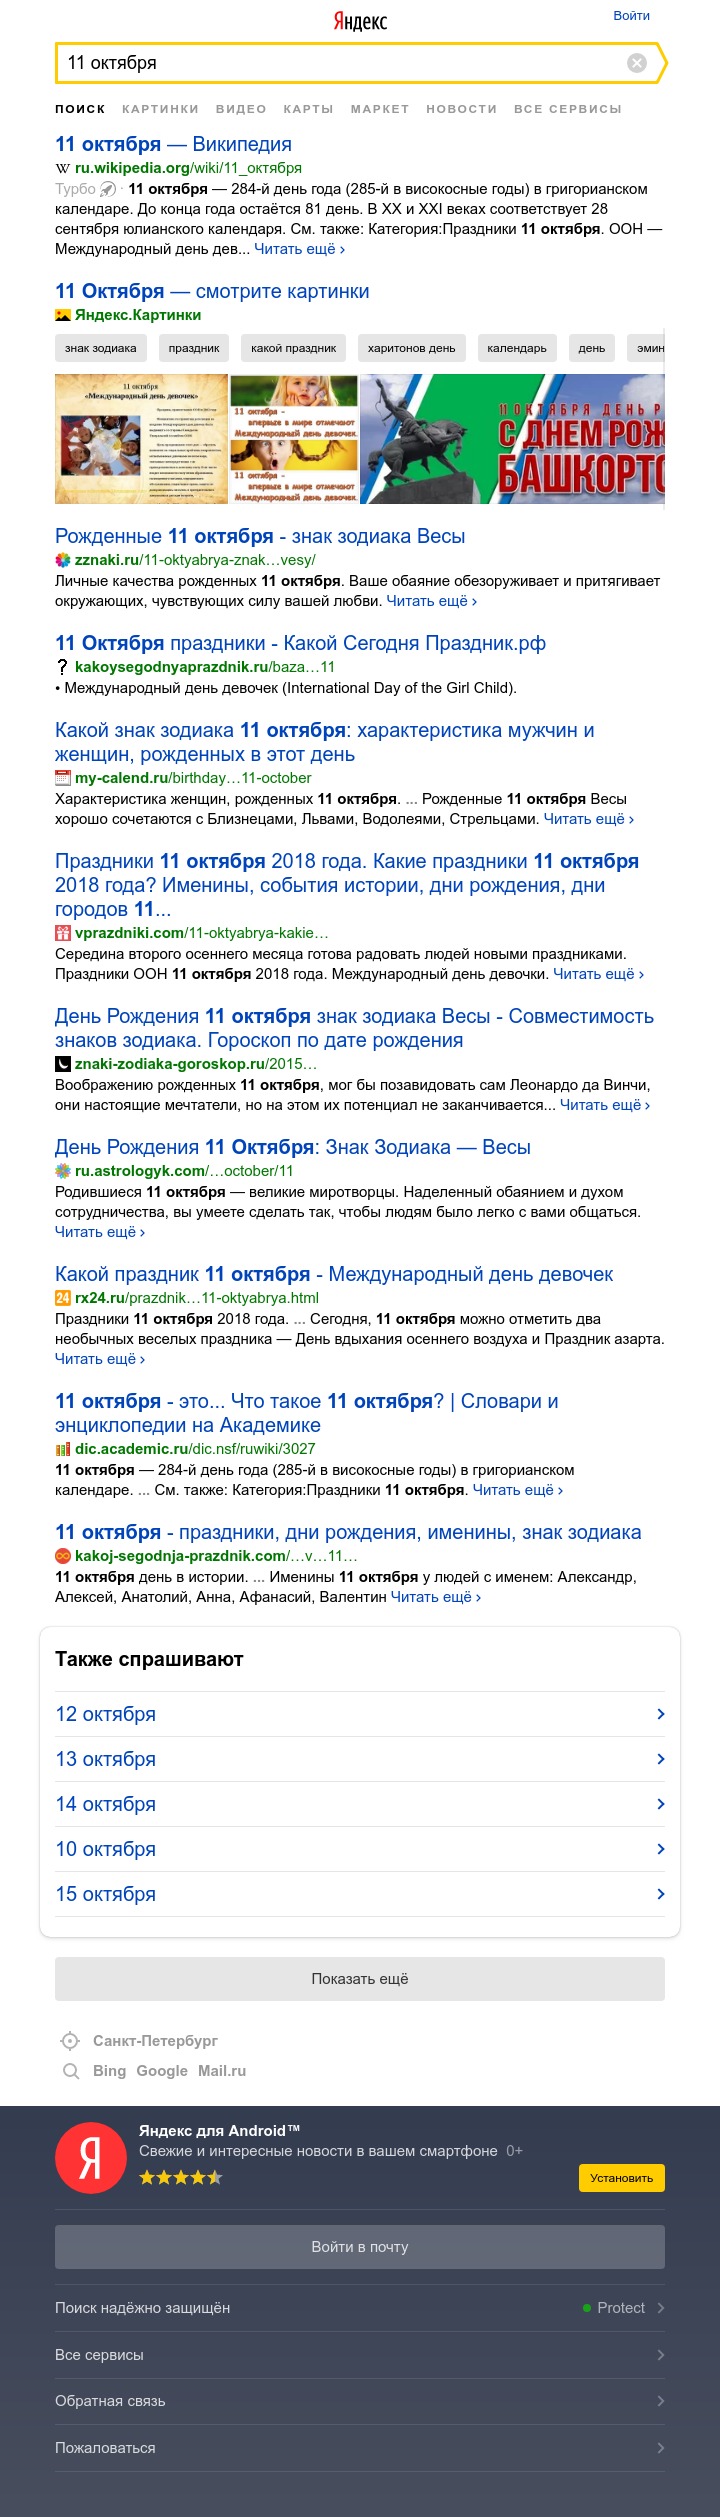 Яндекс
Войти
11 октября
ПОИСК КАРТИНКИ ВИДЕО КАРТЫ МАРКЕТ НОВОСТИ ВСЕ СЕРВИСЫ
11 октября — Википедия
W ru.wikipedia.org/wiki/11_октября
Турбо · 11 октября — 284-й день года (285-й в високосные годы) в григорианском
календаре. До конца года остаётся 81 день. В XX и XXI веках соответствует 28
сентября юлианского календаря. См. также: Категория:Праздники 11 октября. ООН —
Международный день дев... Читать ещё ›
11 Октября — смотрите картинки
Яндекс.Картинки
знак зодиака праздник какой праздник харитонов день календарь день эмин
11 октября
«Международный день девочек»
11 октября -
впервые в мире отмечают
Международный день девочек.
11 октября -
впервые в мире отмечают
Международный день девочек.
11 ОКТЯБРЯ ДЕНЬ Р
С ДНЕМ РОЖ
БАШКОРТО
Рожденные 11 октября - знак зодиака Весы
zznaki.ru/11-oktyabrya-znak…vesy/
Личные качества рожденных 11 октября. Ваше обаяние обезоруживает и притягивает
окружающих, чувствующих силу вашей любви. Читать ещё ›
11 Октября праздники - Какой Сегодня Праздник.рф
? kakoysegodnyaprazdnik.ru/baza…11
• Международный день девочек (International Day of the Girl Child).
Какой знак зодиака 11 октября: характеристика мужчин и
женщин, рожденных в этот день
my-calend.ru/birthday…11-october
Характеристика женщин, рожденных 11 октября. ... Рожденные 11 октября Весы
хорошо сочетаются с Близнецами, Львами, Водолеями, Стрельцами. Читать ещё ›
Праздники 11 октября 2018 года. Какие праздники 11 октября
2018 года? Именины, события истории, дни рождения, дни
городов 11...
vprazdniki.com/11-oktyabrya-kakie…
Середина второго осеннего месяца готова радовать людей новыми праздниками.
Праздники ООН 11 октября 2018 года. Международный день девочки. Читать ещё ›
День Рождения 11 октября знак зодиака Весы - Совместимость
знаков зодиака. Гороскоп по дате рождения
znaki-zodiaka-goroskop.ru/2015…
Воображению рожденных 11 октября, мог бы позавидовать сам Леонардо да Винчи,
они настоящие мечтатели, но на этом их потенциал не заканчивается... Читать ещё ›
День Рождения 11 Октября: Знак Зодиака — Весы
ru.astrologyk.com/…october/11
Родившиеся 11 октября — великие миротворцы. Наделенный обаянием и духом
сотрудничества, вы умеете сделать так, чтобы людям было легко с вами общаться.
Читать ещё ›
Какой праздник 11 октября - Международный день девочек
24 rx24.ru/prazdnik…11-oktyabrya.html
Праздники 11 октября 2018 года. ... Сегодня, 11 октября можно отметить два
необычных веселых праздника — День вдыхания осеннего воздуха и Праздник азарта.
Читать ещё ›
11 октября - это... Что такое 11 октября? | Словари и
энциклопедии на Академике
dic.academic.ru/dic.nsf/ruwiki/3027
11 октября — 284-й день года (285-й в високосные годы) в григорианском
календаре. ... См. также: Категория:Праздники 11 октября. Читать ещё ›
11 октября - праздники, дни рождения, именины, знак зодиака
kakoj-segodnja-prazdnik.com/…v…11…
11 октября день в истории. ... Именины 11 октября у людей с именем: Александр,
Алексей, Анатолий, Анна, Афанасий, Валентин Читать ещё ›
Также спрашивают
12 октября
13 октября
14 октября
10 октября
15 октября
Показать ещё
Санкт-Петербург
Bing Google Mail.ru
Я
Яндекс для Android™
Свежие и интересные новости в вашем смартфоне 0+
Установить
Войти в почту
Поиск надёжно защищён Protect
Все сервисы
Обратная связь
Пожаловаться